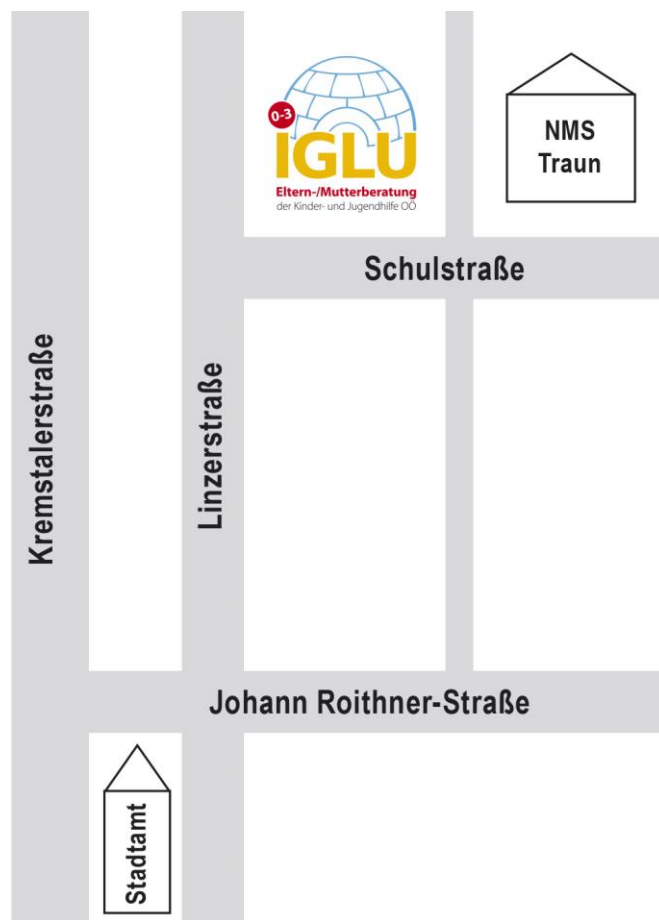 0-3
IGLU
Eltern-/Mutterberatung
der Kinder- und Jugendhilfe OÖ
NMS
Traun
Schulstraße
Kremstalerstraße
Linzerstraße
Johann Roithner-Straße
Stadtamt